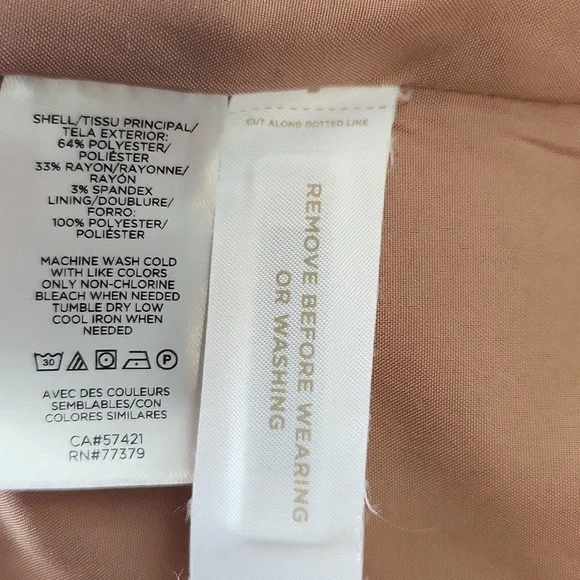 SHELL/TISSU PRINCIPAL/
TELA EXTERIOR:
64% POLYESTER/
POLIÉSTER
33% RAYON/RAYONNE/
RAYÓN
3% SPANDEX
LINING/DOUBLURE/
FORRO:
100% POLYESTER/
POLIÉSTER
MACHINE WASH COLD
WITH LIKE COLORS
ONLY NON-CHLORINE
BLEACH WHEN NEEDED
TUMBLE DRY LOW
COOL IRON WHEN
NEEDED
30 P
AVEC DES COULEURS
SEMBLABLES/CON
COLORES SIMILARES
CA#57421
RN#77379
CUT ALONG DOTTED LINE
REMOVE BEFORE WEARING
OR WASHING